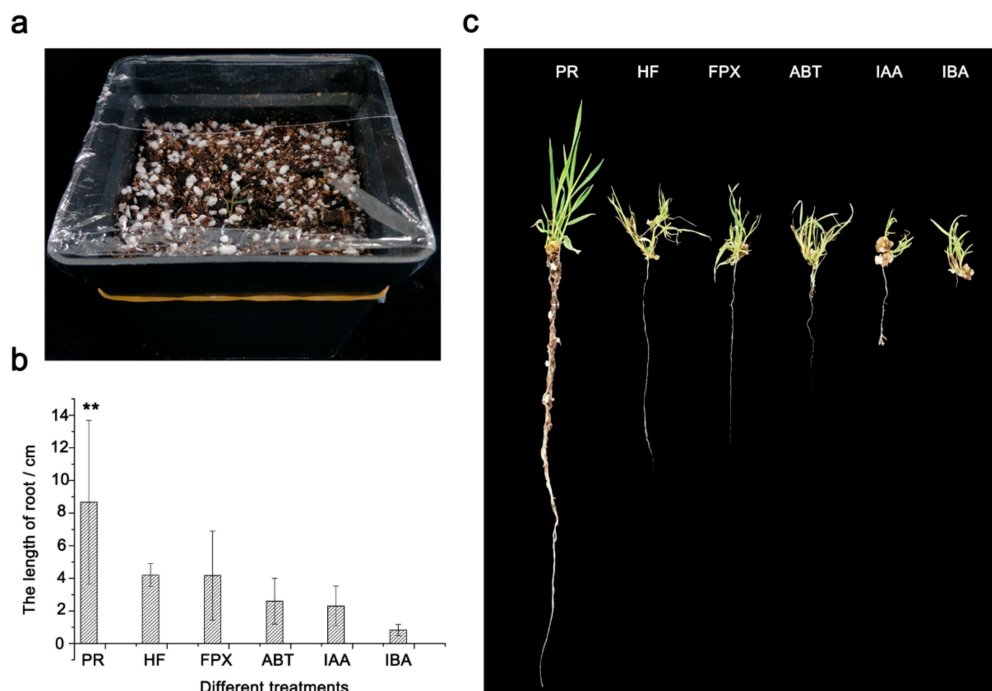 a
b
c
**
14
12
10
8
6
4
2
0
The length of root / cm
PR HF FPX ABT IAA IBA
Different treatments
PR HF FPX ABT IAA IBA